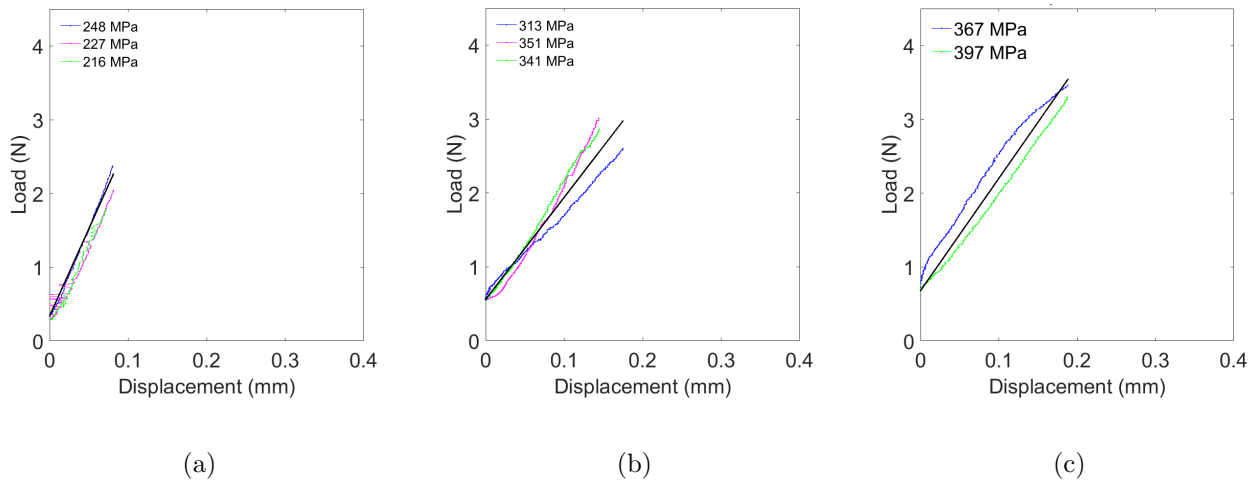 248 MPa
227 MPa
216 MPa
4
3
2
1
0
Load (N)
0
0.1
0.2
0.3
0.4
Displacement (mm)
(a)
313 MPa
351 MPa
341 MPa
4
3
2
1
0
Load (N)
0
0.1
0.2
0.3
0.4
Displacement (mm)
(b)
367 MPa
397 MPa
4
3
2
1
0
Load (N)
0
0.1
0.2
0.3
0.4
Displacement (mm)
(c)